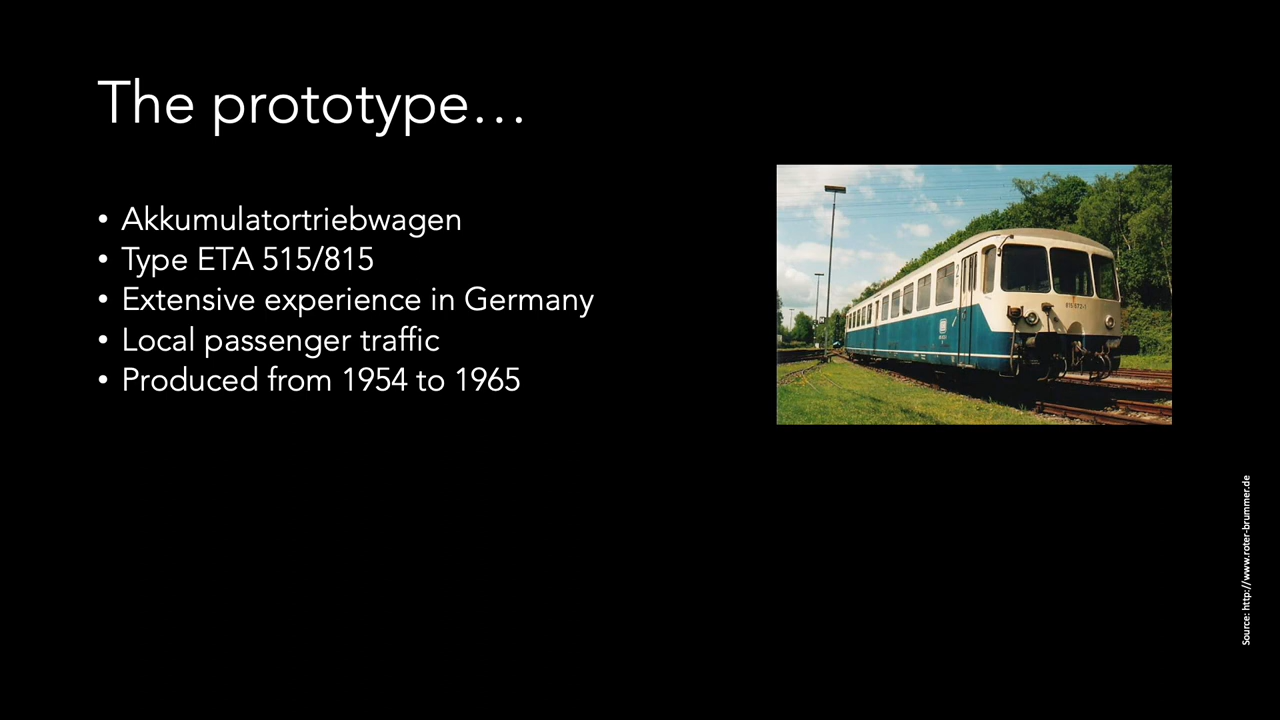 The prototype…
• Akkumulatortriebwagen
• Type ETA 515/815
• Extensive experience in Germany
• Local passenger traffic
• Produced from 1954 to 1965
2
Source: http://www.roter-brummer.de